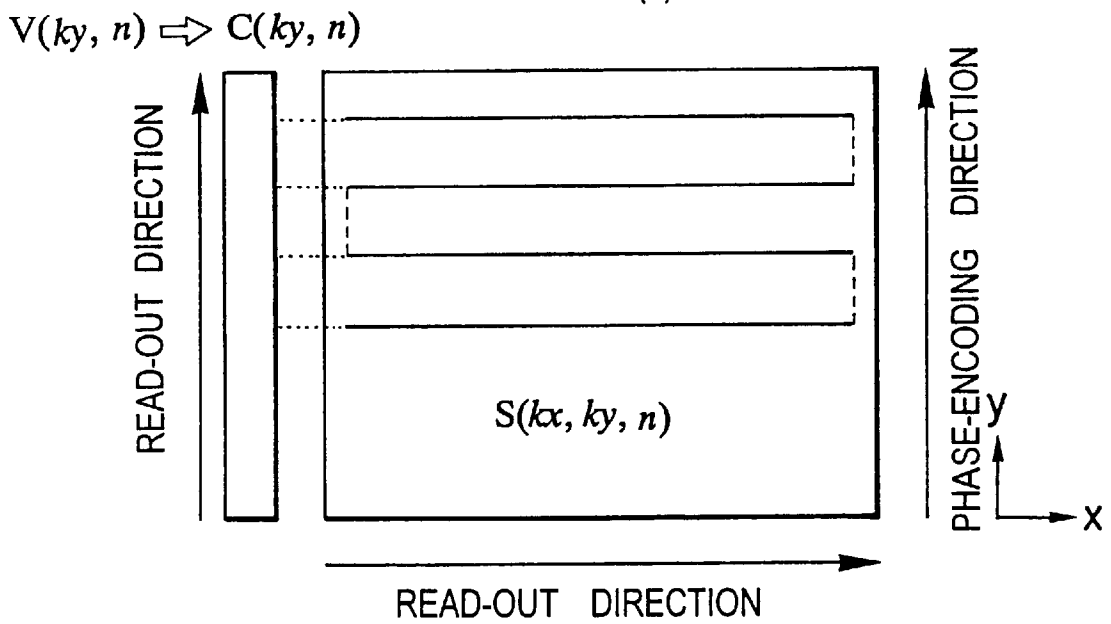 V(ky, n) ⇨ C(ky, n)
READ-OUT DIRECTION
S(kx, ky, n)
PHASE-ENCODING DIRECTION
y
x
READ-OUT DIRECTION